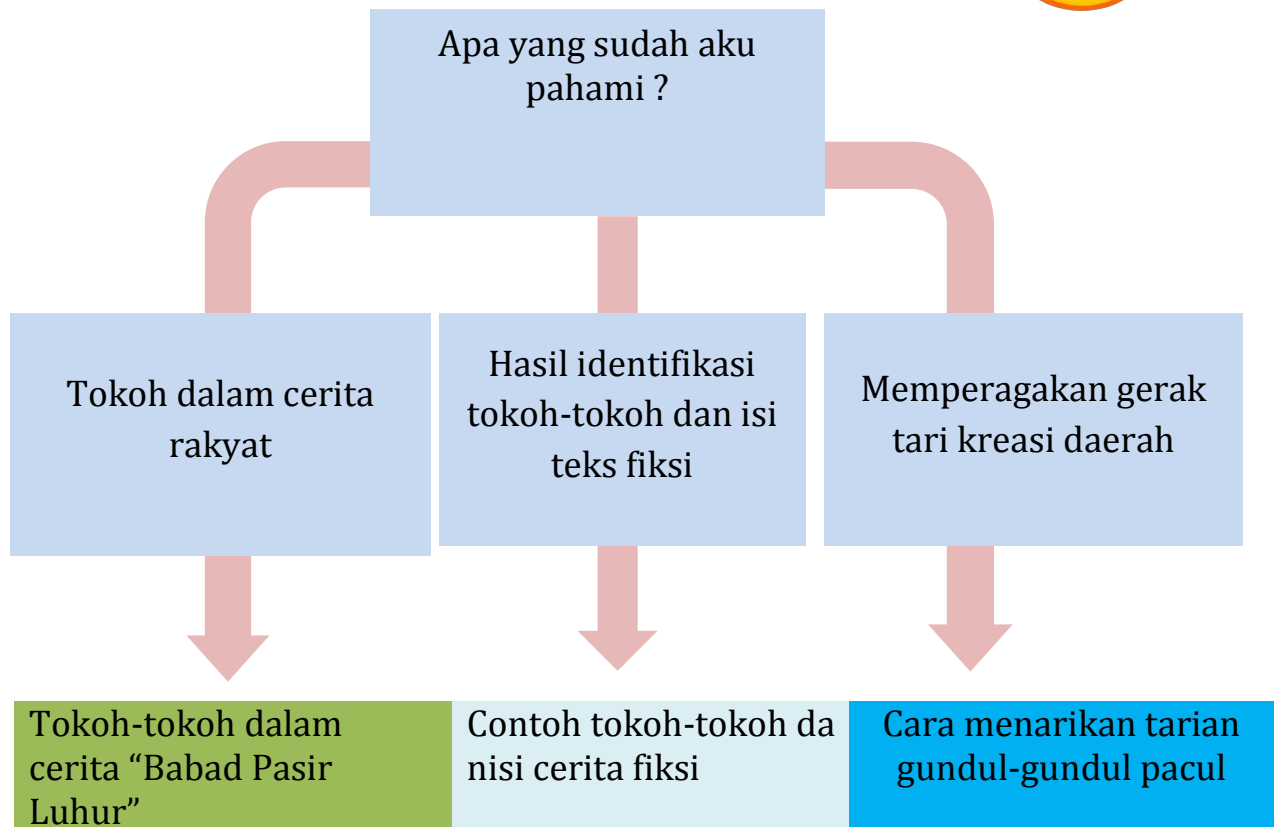 Apa yang sudah aku
pahami ?
Tokoh dalam cerita
rakyat
Hasil identifikasi
tokoh-tokoh dan isi
teks fiksi
Memperagakan gerak
tari kreasi daerah
Tokoh-tokoh dalam
cerita “Babad Pasir
Luhur”
Contoh tokoh-tokoh da
nisi cerita fiksi
Cara menarikan tarian
gundul-gundul pacul